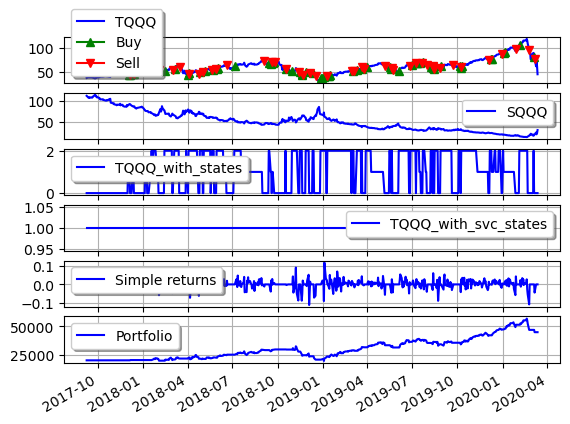 TQQQ
Buy
Sell
100
50
SQQQ
100
50
TQQQ_with_states
2
0
TQQQ_with_svc_states
1.05
1.00
0.95
Simple returns
0.1
0.0
−0.1
Portfolio
50000
25000
2017-10 2018-01 2018-04 2018-07 2018-10 2019-01 2019-04 2019-07 2019-10 2020-01 2020-04